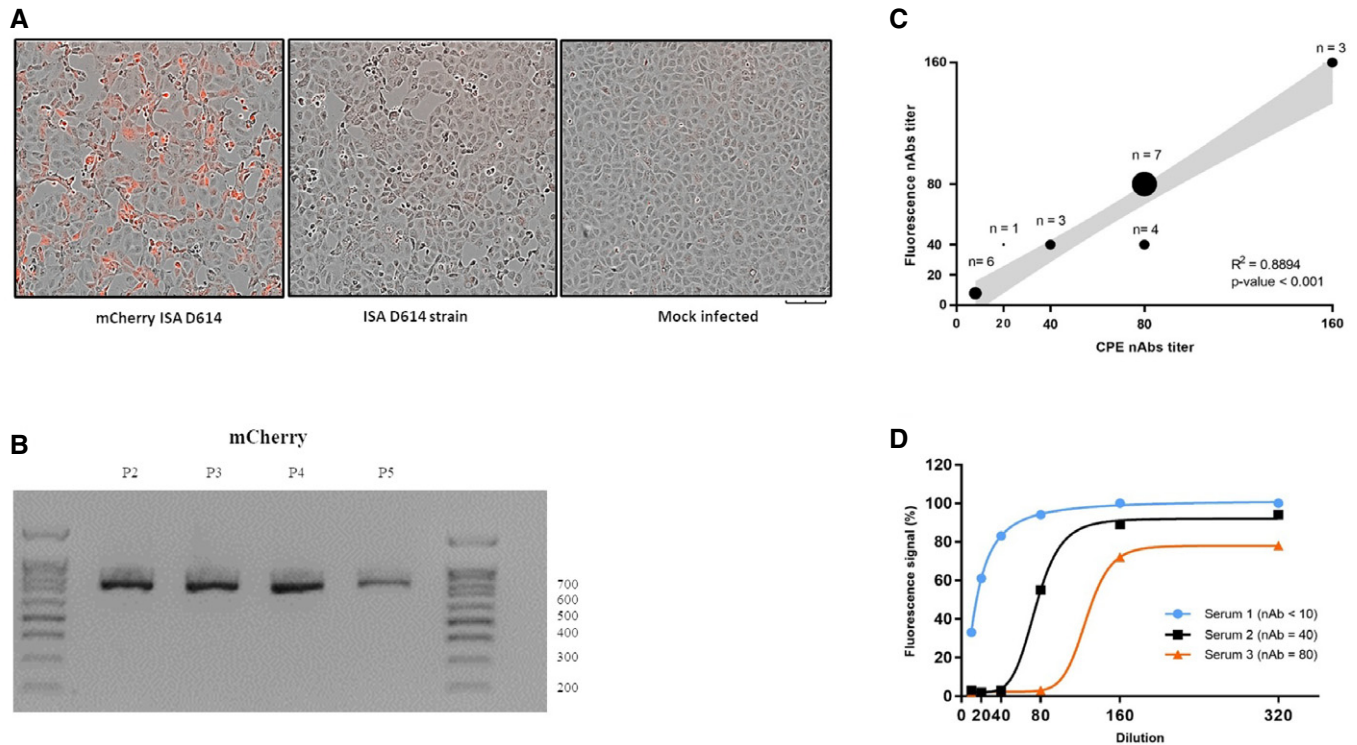 A
mCherry ISA D614
ISA D614 strain
Mock infected
B
mCherry
P2 P3 P4 P5
700
600
500
400
300
200
C
Fluorescence nAbs titer
160
80
40
20
0
n = 3
n = 7
n = 1
n = 3
n= 4
n= 6
R² = 0.8894
p-value < 0.001
0 20 40 80 160
CPE nAbs titer
D
Fluorescence signal (%)
120
100
80
60
40
20
0
Serum 1 (nAb < 10)
Serum 2 (nAb = 40)
Serum 3 (nAb = 80)
0 20 40 80 160 320
Dilution